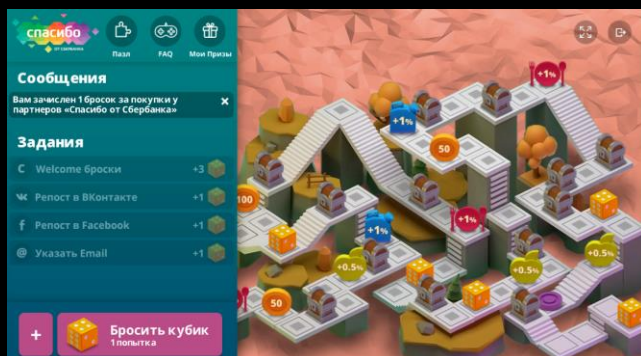 спасибо
ОТ СБЕРБАНКА
Пазл
FAQ
Мои Призы
Сообщения
Вам зачислен 1 бросок за покупки у
партнеров «Спасибо от Сбербанка»
×
Задания
Welcome броски +3
Репост в ВКонтакте +1
f Репост в Facebook +1
@ Указать Email +1
+
Бросить кубик
1 попытка
+1%
+1%
50
100
+1%
+1%
+0.5%
+0.5%
+0.5%
50